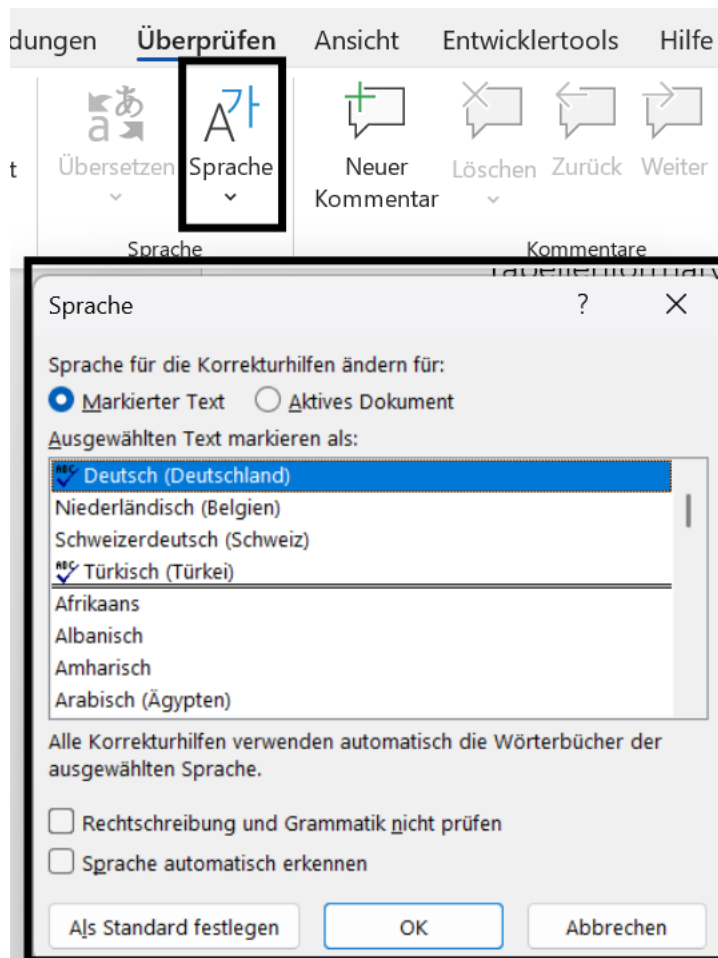 dungen Überprüfen Ansicht Entwicklertools Hilfe
t Übersetzen Sprache Neuer Kommentar Löschen Zurück Weiter
Sprache Kommentare
Sprache ?
Sprache für die Korrekturhilfen ändern für:
Markierter Text Aktives Dokument
Ausgewählten Text markieren als:
Deutsch (Deutschland)
Niederländisch (Belgien)
Schweizerdeutsch (Schweiz)
Türkisch (Türkei)
Afrikaans
Albanisch
Amharisch
Arabisch (Ägypten)
Alle Korrekturhilfen verwenden automatisch die Wörterbücher der
ausgewählten Sprache.
Rechtschreibung und Grammatik nicht prüfen
Sprache automatisch erkennen
Als Standard festlegen OK Abbrechen